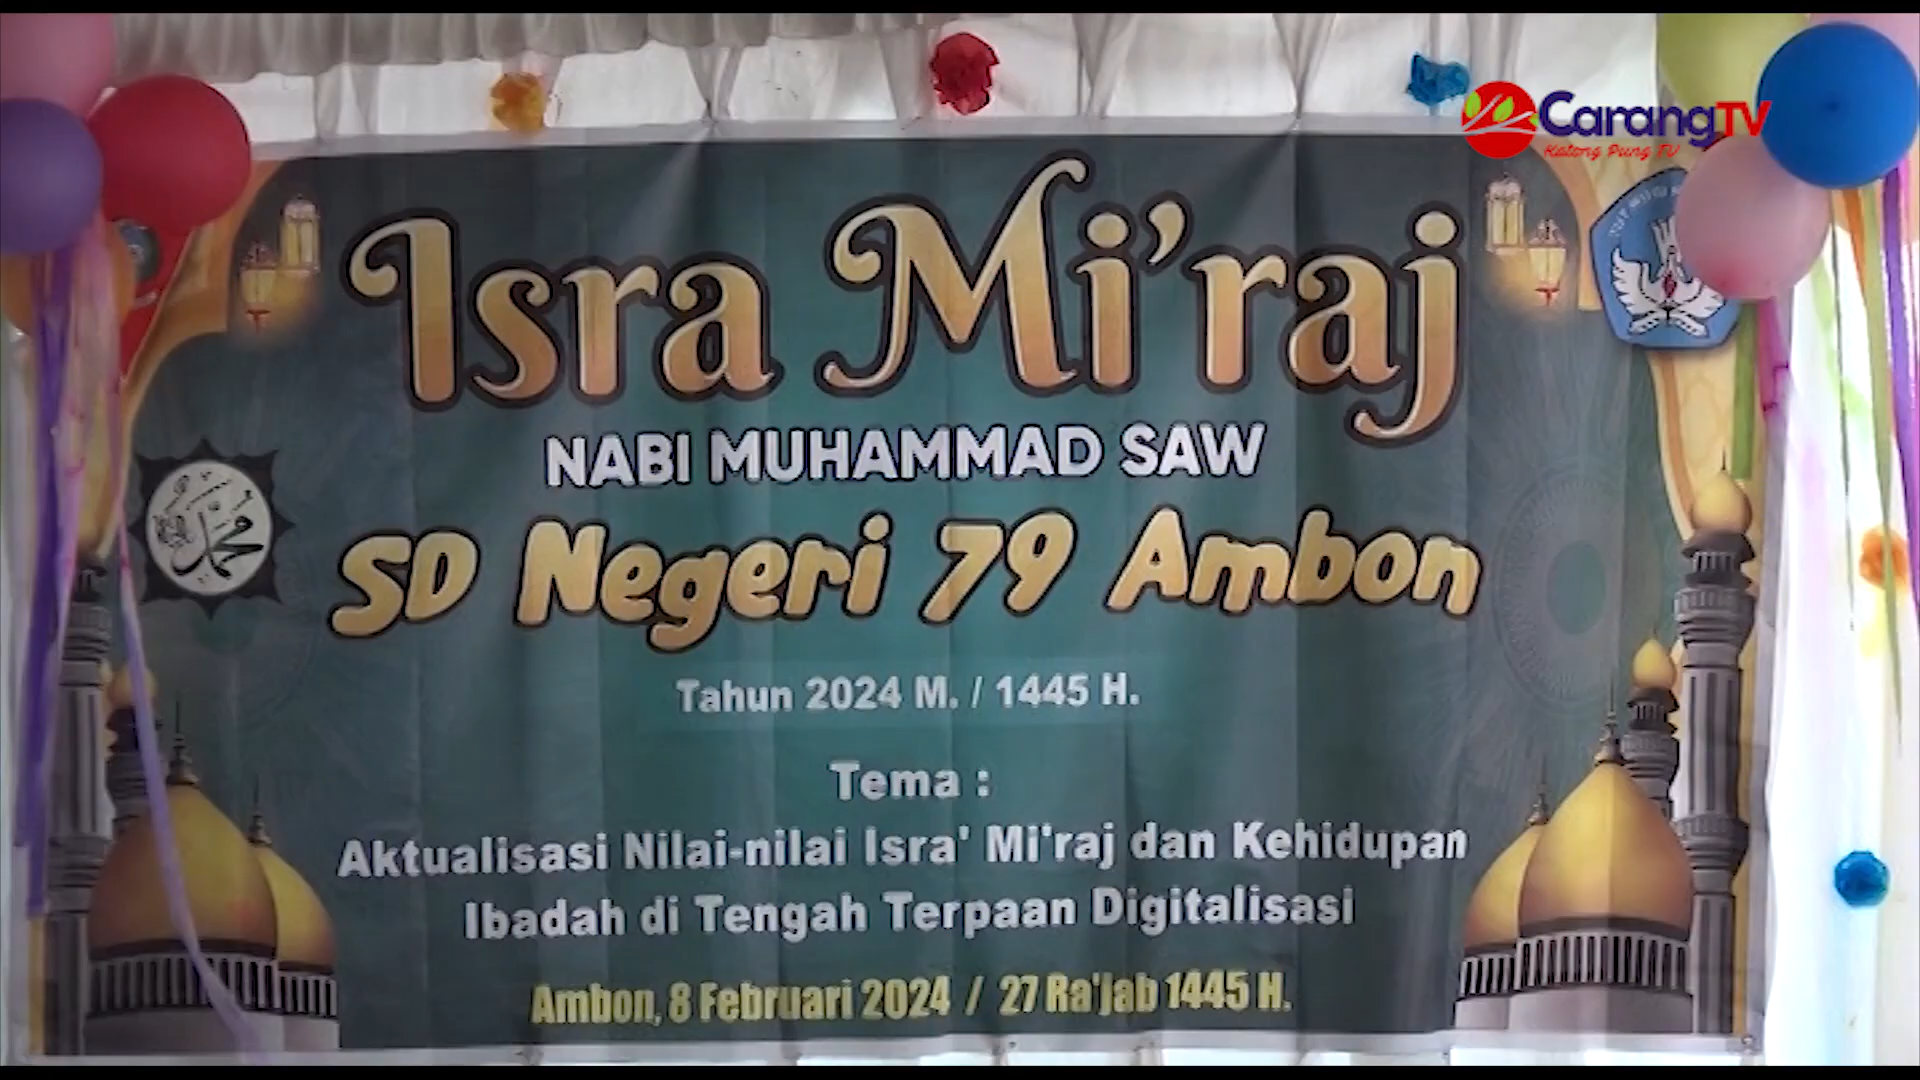 CarangTV
Katong Pung TV
Isra Mi'raj
NABI MUHAMMAD SAW
SD Negeri 79 Ambon
محمد
Tahun 2024 M. / 1445 H.
Tema :
Aktualisasi Nilai-nilai Isra' Mi'raj dan Kehidupan
Ibadah di Tengah Terpaan Digitalisasi
Ambon, 8 Februari 2024 / 27 Ra'jab 1445 H.